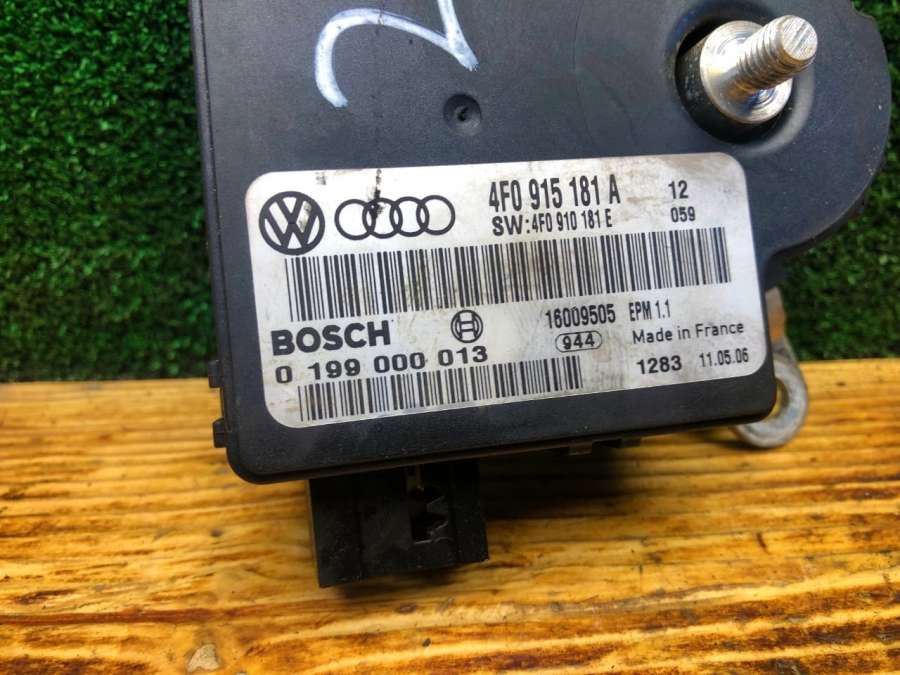 2
4F0 915 181 A 12
SW:4F0 910 181 E 059
BOSCH 16009505 EPM 1.1
944 Made in France
0 199 000 013 1283 11.05.06